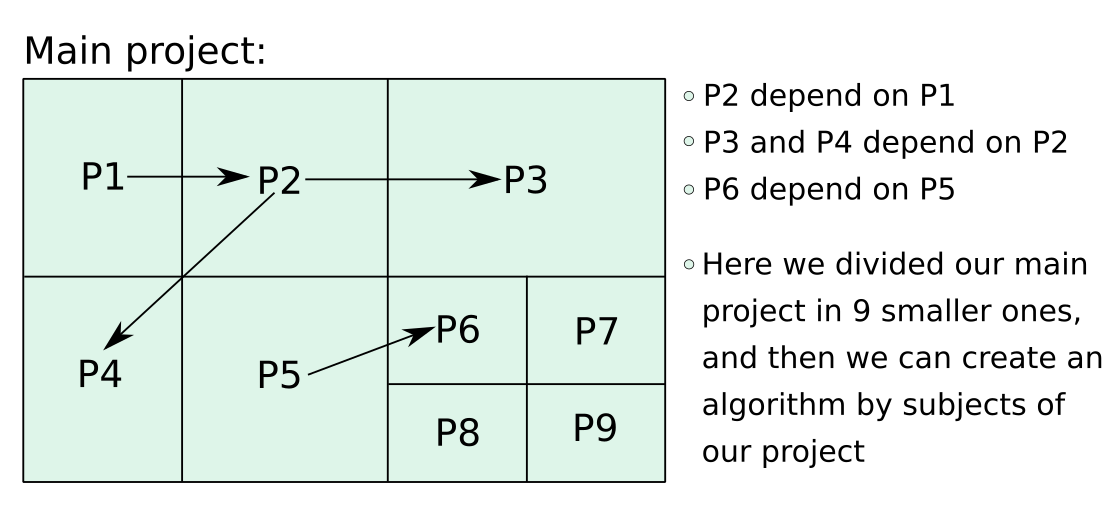 Main project:
P1
P2
P3
P4
P5
P6
P7
P8
P9
P2 depend on P1
P3 and P4 depend on P2
P6 depend on P5
Here we divided our main
project in 9 smaller ones,
and then we can create an
algorithm by subjects of
our project